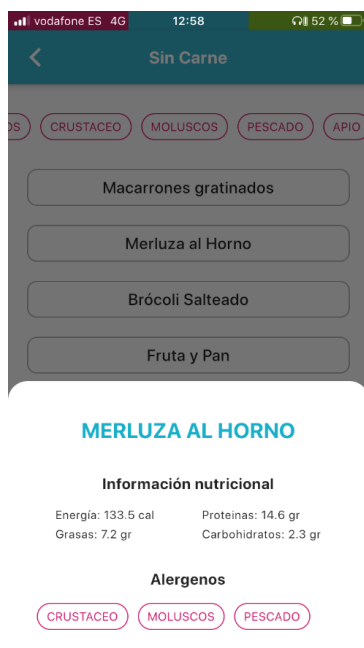 vodafone ES 4G 12:58 52 %
Sin Carne
OS CRUSTACEO MOLUSCOS PESCADO APIO
Macarrones gratinados
Merluza al Horno
Brócoli Salteado
Fruta y Pan
MERLUZA AL HORNO
Información nutricional
Energía: 133.5 cal Proteinas: 14.6 gr
Grasas: 7.2 gr Carbohidratos: 2.3 gr
Alergenos
CRUSTACEO MOLUSCOS PESCADO